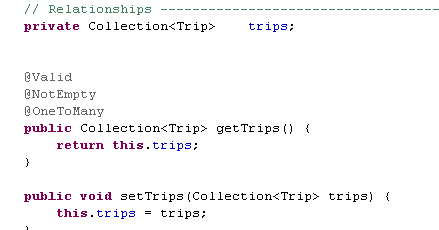 // Relationships -----------------------------------
private Collection<Trip>    trips;
@Valid
@NotEmpty
@OneToMany
public Collection<Trip> getTrips() {
    return this.trips;
}
public void setTrips(Collection<Trip> trips) {
    this.trips = trips;
}